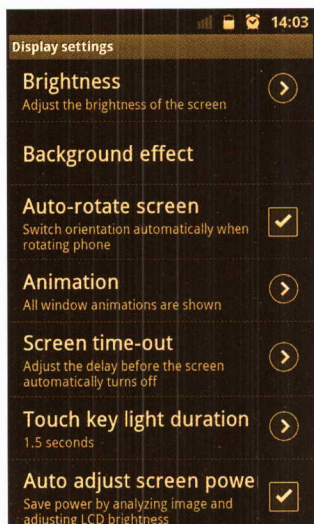 14:03
Display settings
Brightness
Adjust the brightness of the screen
Background effect
Auto-rotate screen
Switch orientation automatically when
rotating phone
Animation
All window animations are shown
Screen time-out
Adjust the delay before the screen
automatically turns off
Touch key light duration
1.5 seconds
Auto adjust screen powe
Save power by analyzing image and
adjusting LCD brightness